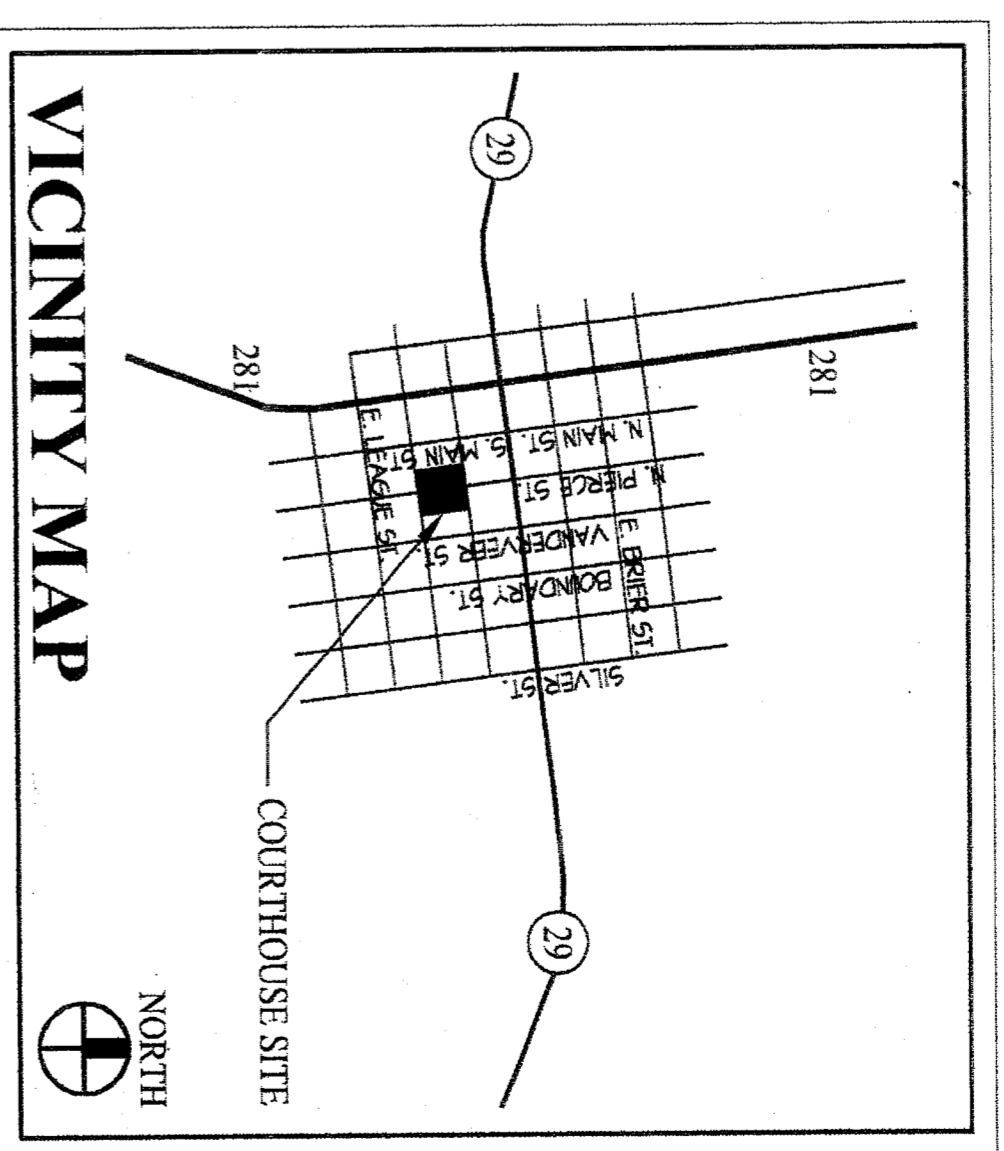 29
281
281
N. MAIN ST.
S. MAIN ST.
N. PIERCE ST.
E. LEAGUE ST.
VANDERVEER ST.
E. BRIER ST.
BOUNDARY ST.
SILVER ST.
29
COURTHOUSE SITE
NORTH
VICINITY MAP